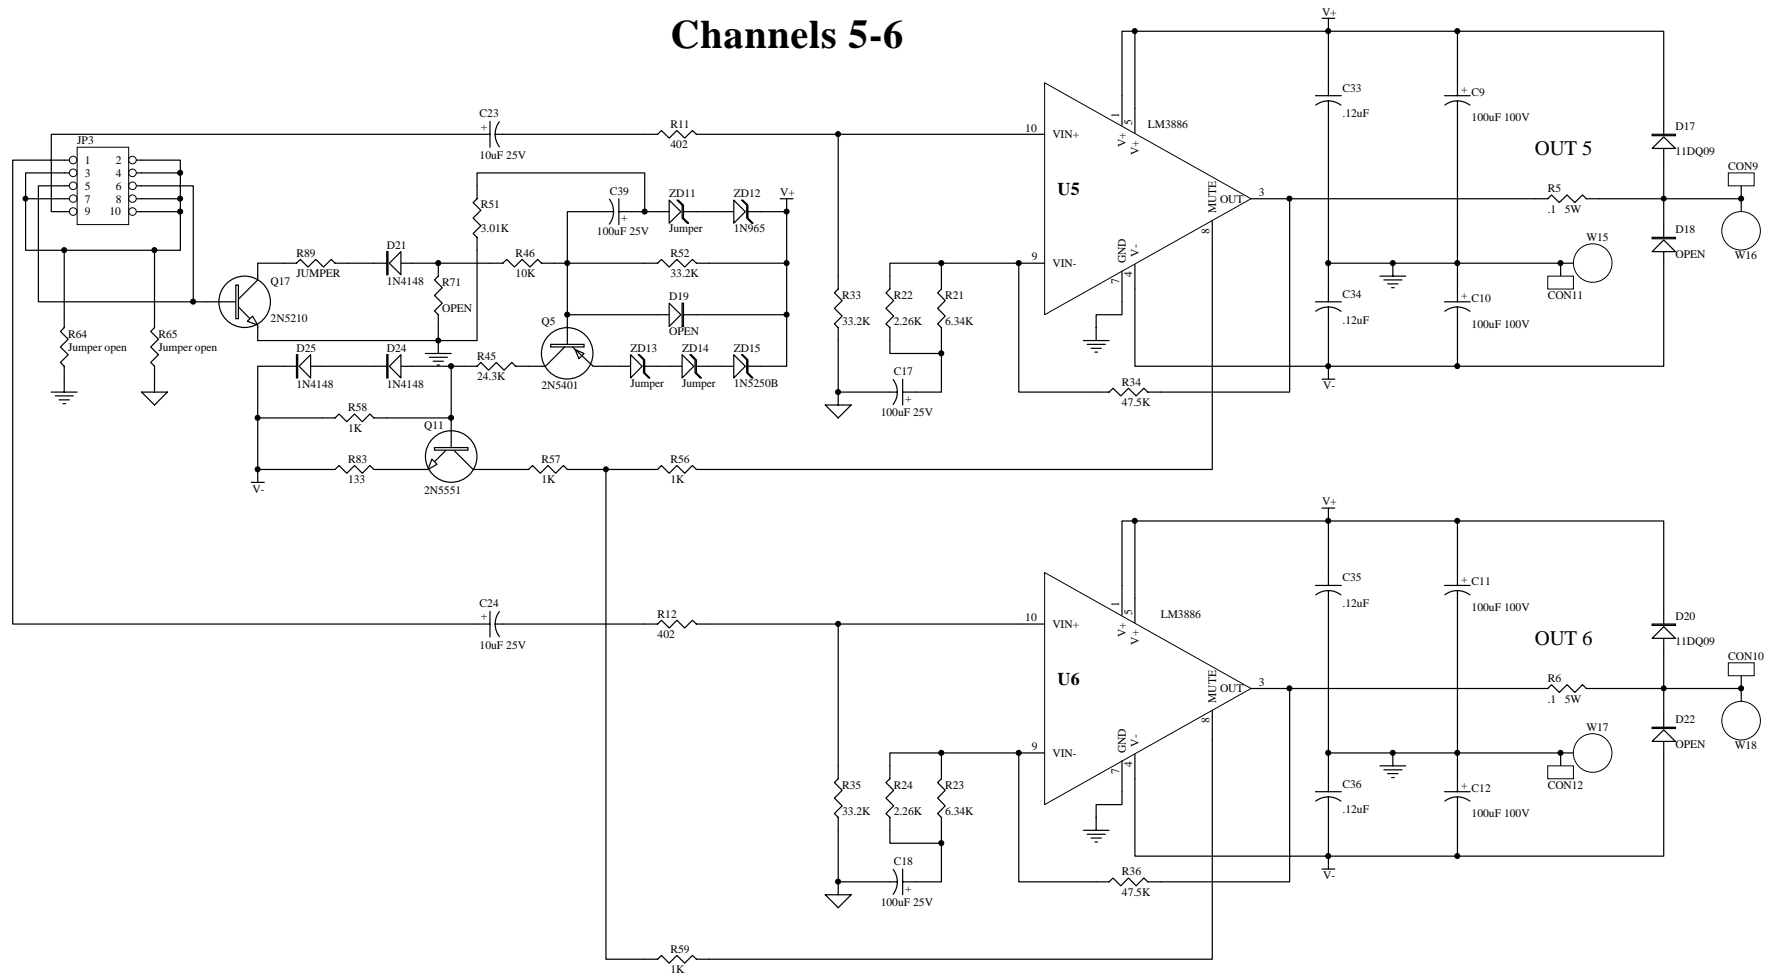 Channels 5-6
V+
C33
.12uF
C9
+
100uF 100V
D17
11DQ09
CON9
OUT 5
R5
.1 5W
W16
D18
OPEN
W15
CON11
C34
.12uF
C10
+
100uF 100V
V-
C23
+
10uF 25V
R11
402
10
VIN+
1
5
V+
V+
LM3886
U5
MUTE
OUT
3
8
9
VIN-
GND
V-
7
4
JP3
1 2
3 4
5 6
7 8
9 10
R51
3.01K
C39
+
100uF 25V
ZD11
Jumper
ZD12
1N965
V+
R89
JUMPER
D21
1N4148
R46
10K
R52
33.2K
Q17
2N5210
R71
OPEN
D19
OPEN
R64
Jumper open
R65
Jumper open
Q5
2N5401
D25
1N4148
D24
1N4148
R45
24.3K
ZD13
Jumper
ZD14
Jumper
ZD15
1N5250B
R33
33.2K
R22
2.26K
R21
6.34K
C17
+
100uF 25V
R34
47.5K
R58
1K
Q11
2N5551
R83
133
V-
R57
1K
R56
1K
V+
C35
.12uF
C11
+
100uF 100V
D20
11DQ09
CON10
OUT 6
R6
.1 5W
W18
D22
OPEN
W17
CON12
C36
.12uF
C12
+
100uF 100V
V-
C24
+
10uF 25V
R12
402
10
VIN+
1
5
V+
V+
LM3886
U6
MUTE
OUT
3
8
9
VIN-
GND
V-
7
4
R35
33.2K
R24
2.26K
R23
6.34K
C18
+
100uF 25V
R36
47.5K
R59
1K